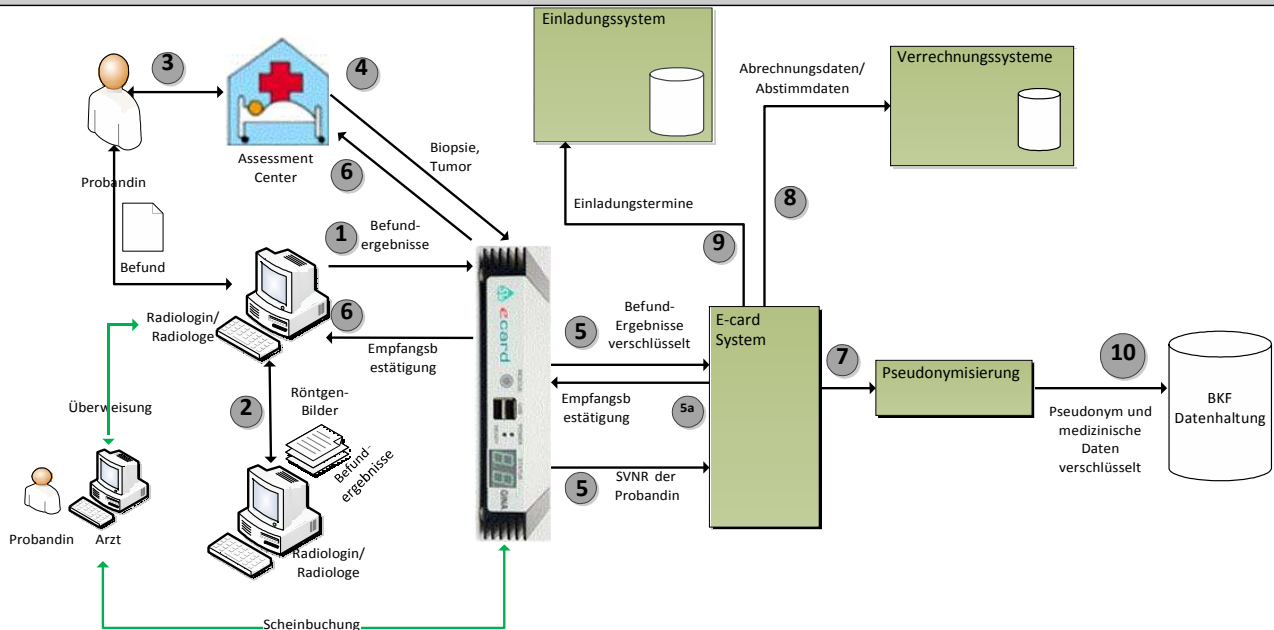 Einladungssystem
Verrechnungssysteme
3
4
Abrechnungsdaten/
Abstimmdaten
Biopsie,
Tumor
Assessment
Center
6
Probandin
8
Einladungstermine
1
Befund-
ergebnisse
9
Befund
Radiologin/
Radiologe
6
Empfangsb
estätigung
ecard
5
Befund-
Ergebnisse
verschlüsselt
E-card
System
7
Pseudonymisierung
10
BKF
Datenhaltung
Empfangsb
estätigung
5a
Pseudonym und
medizinische
Daten
verschlüsselt
Überweisung
2
Röntgen-
Bilder
Befund-
ergebnisse
5
SVNR der
Probandin
GINA
Probandin
Arzt
Radiologin/
Radiologe
Scheinbuchung